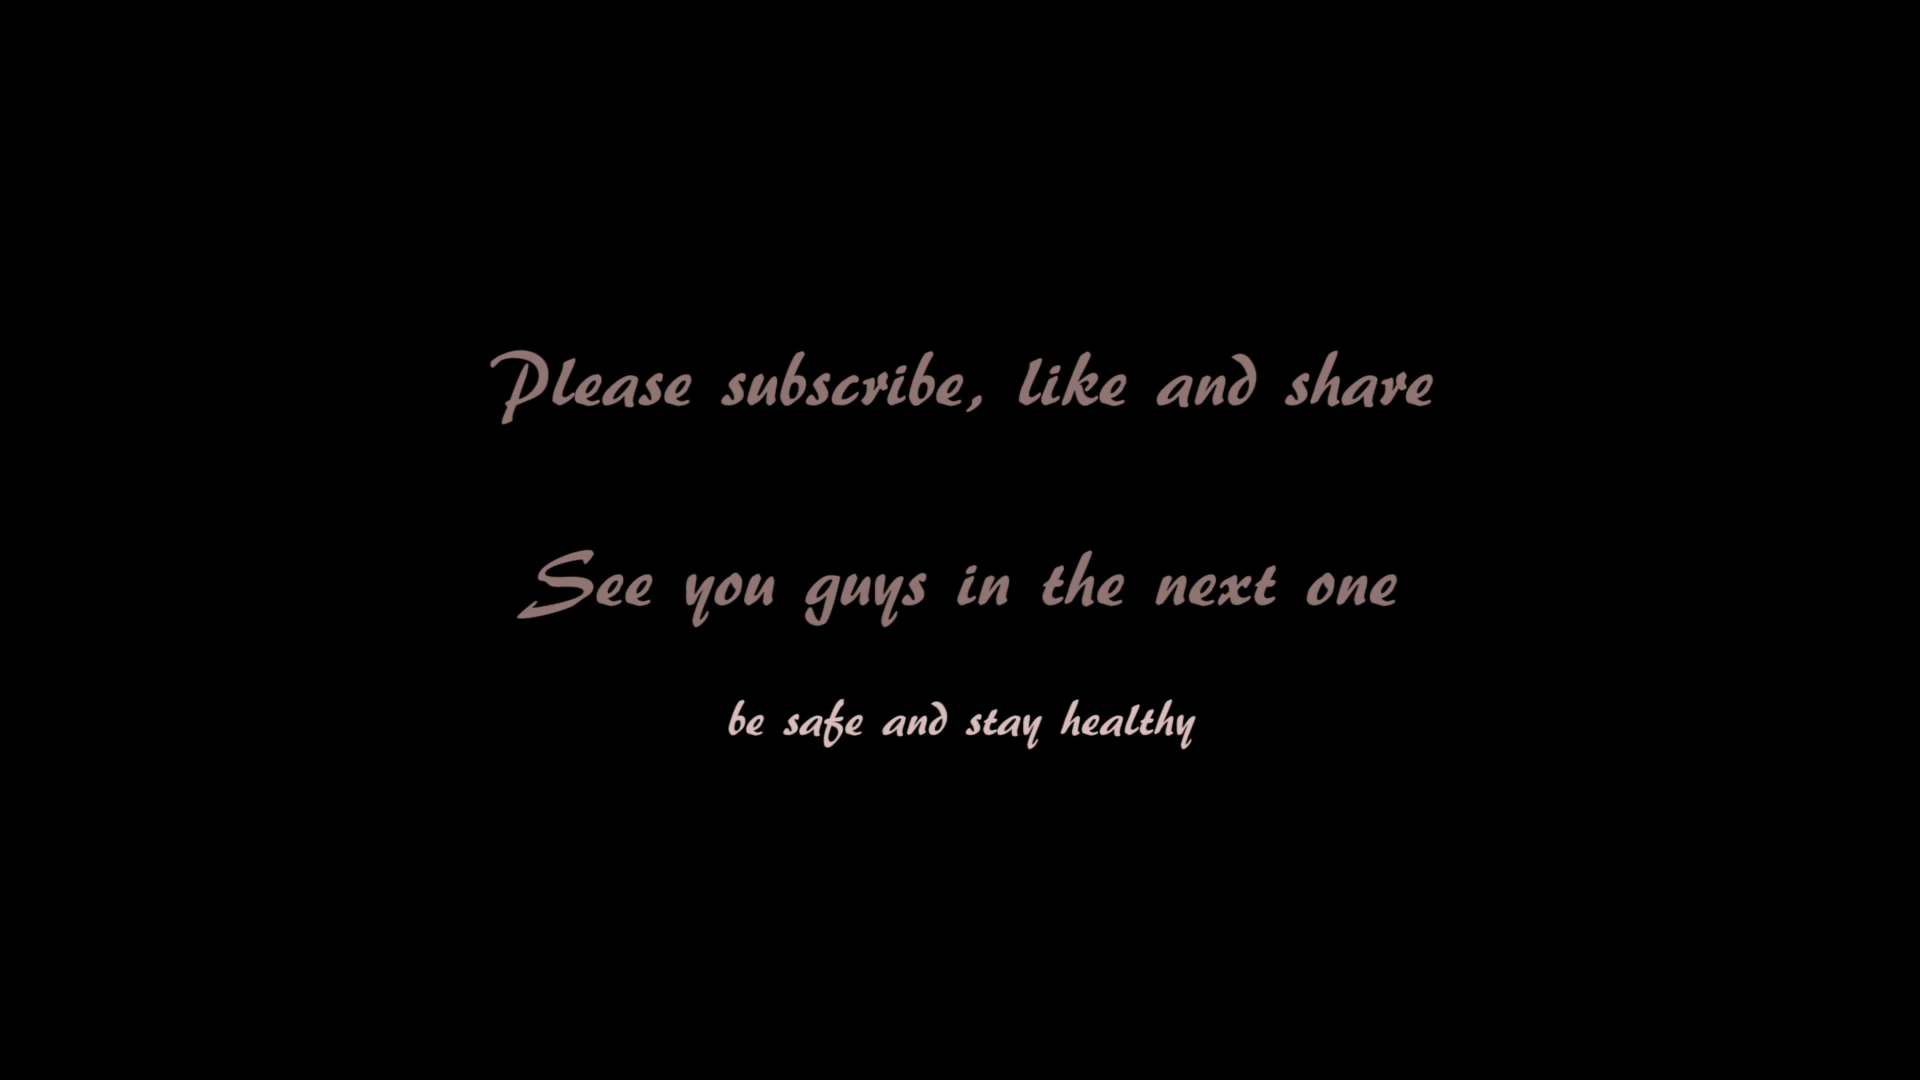 Please subscribe, like and share
See you guys in the next one
be safe and stay healthy